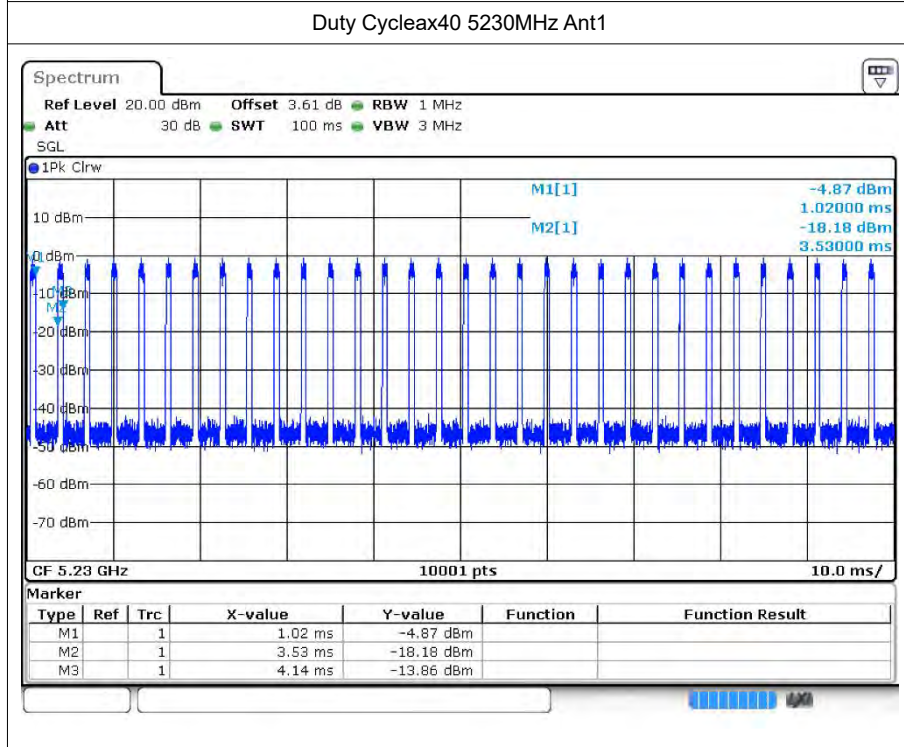 Duty Cycleax40 5230MHz Ant1
Spectrum
Ref Level 20.00 dBm Offset 3.61 dB RBW 1 MHz
Att 30 dB SWT 100 ms VBW 3 MHz
SGL
1Pk Clrw
M1[1] -4.87 dBm
1.02000 ms
10 dBm
M2[1] -18.18 dBm
3.53000 ms
0 dBm
M1
-10 dBm
M3
M2
-20 dBm
-30 dBm
-40 dBm
-50 dBm
-60 dBm
-70 dBm
CF 5.23 GHz 10001 pts 10.0 ms/
Marker
Type Ref Trc X-value Y-value Function Function Result
M1 1 1.02 ms -4.87 dBm
M2 1 3.53 ms -18.18 dBm
M3 1 4.14 ms -13.86 dBm